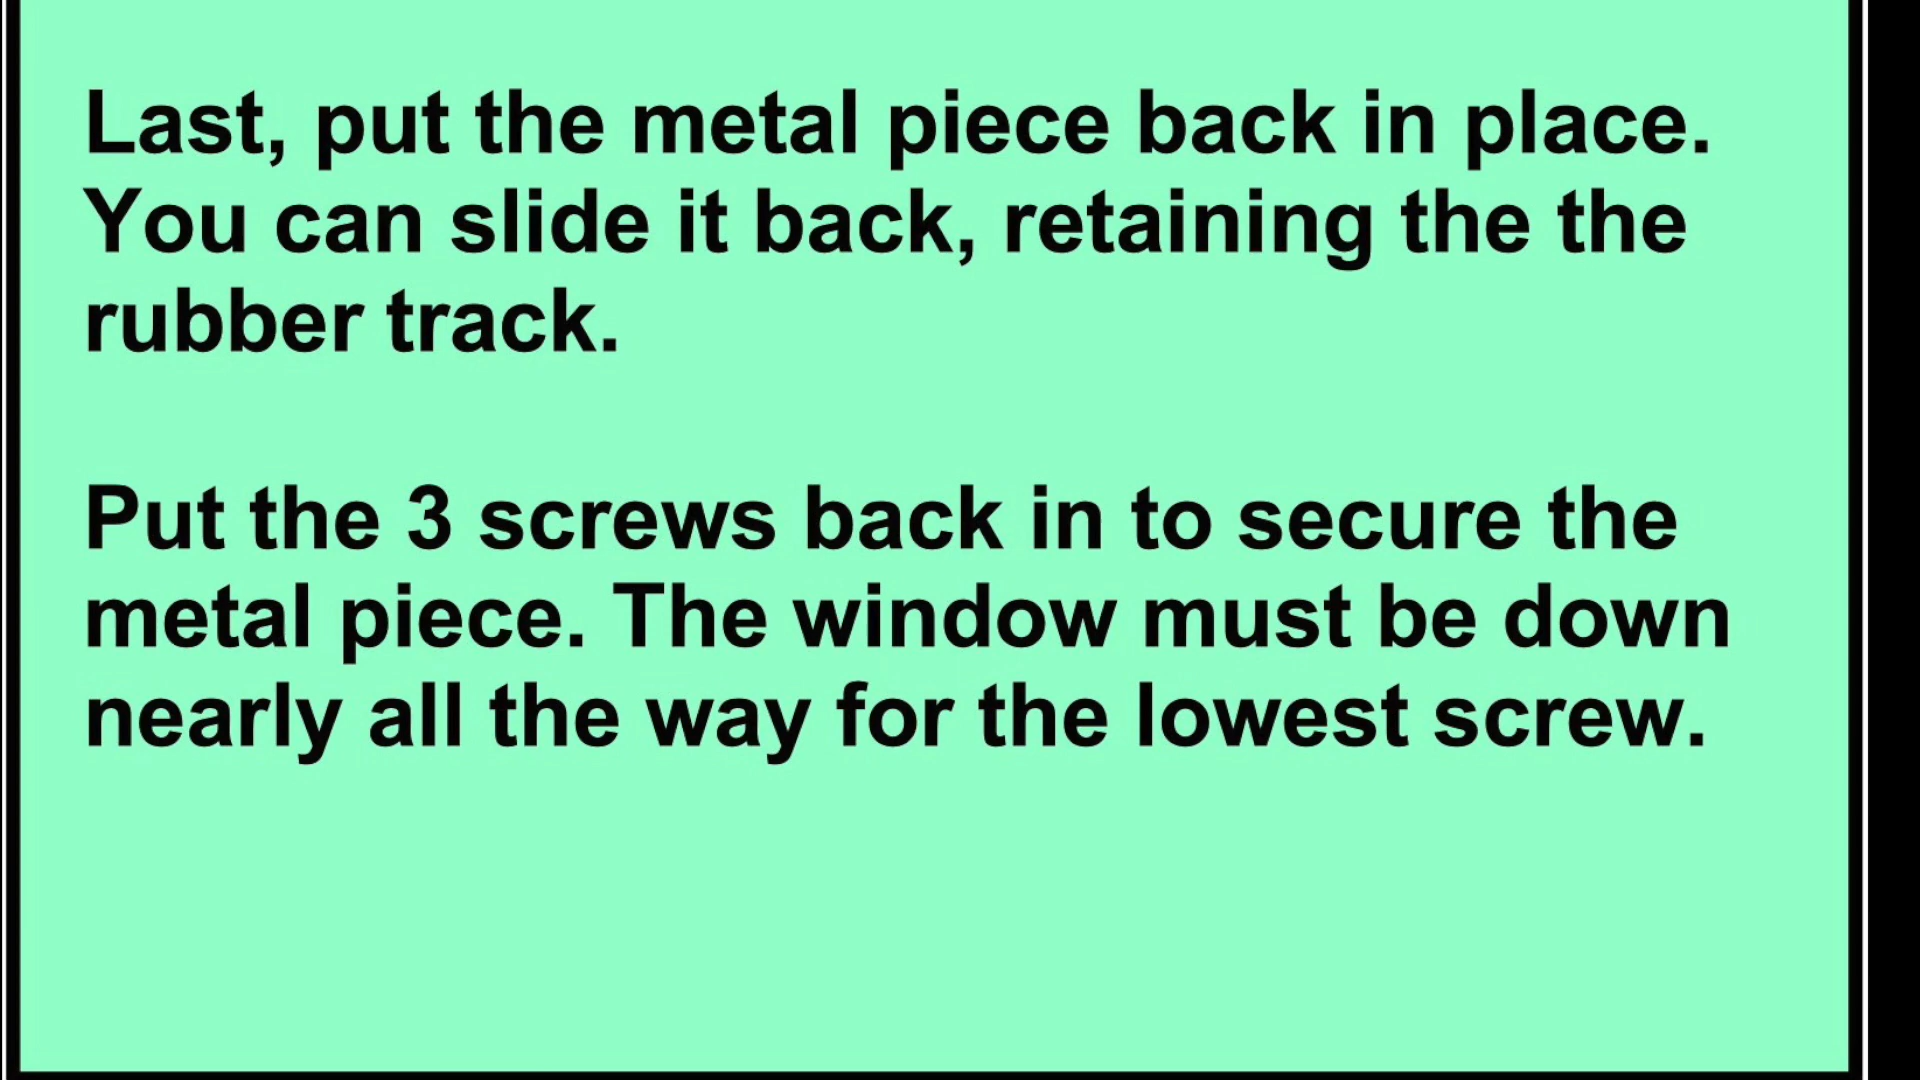 Last, put the metal piece back in place.
You can slide it back, retaining the the
rubber track.
Put the 3 screws back in to secure the
metal piece. The window must be down
nearly all the way for the lowest screw.